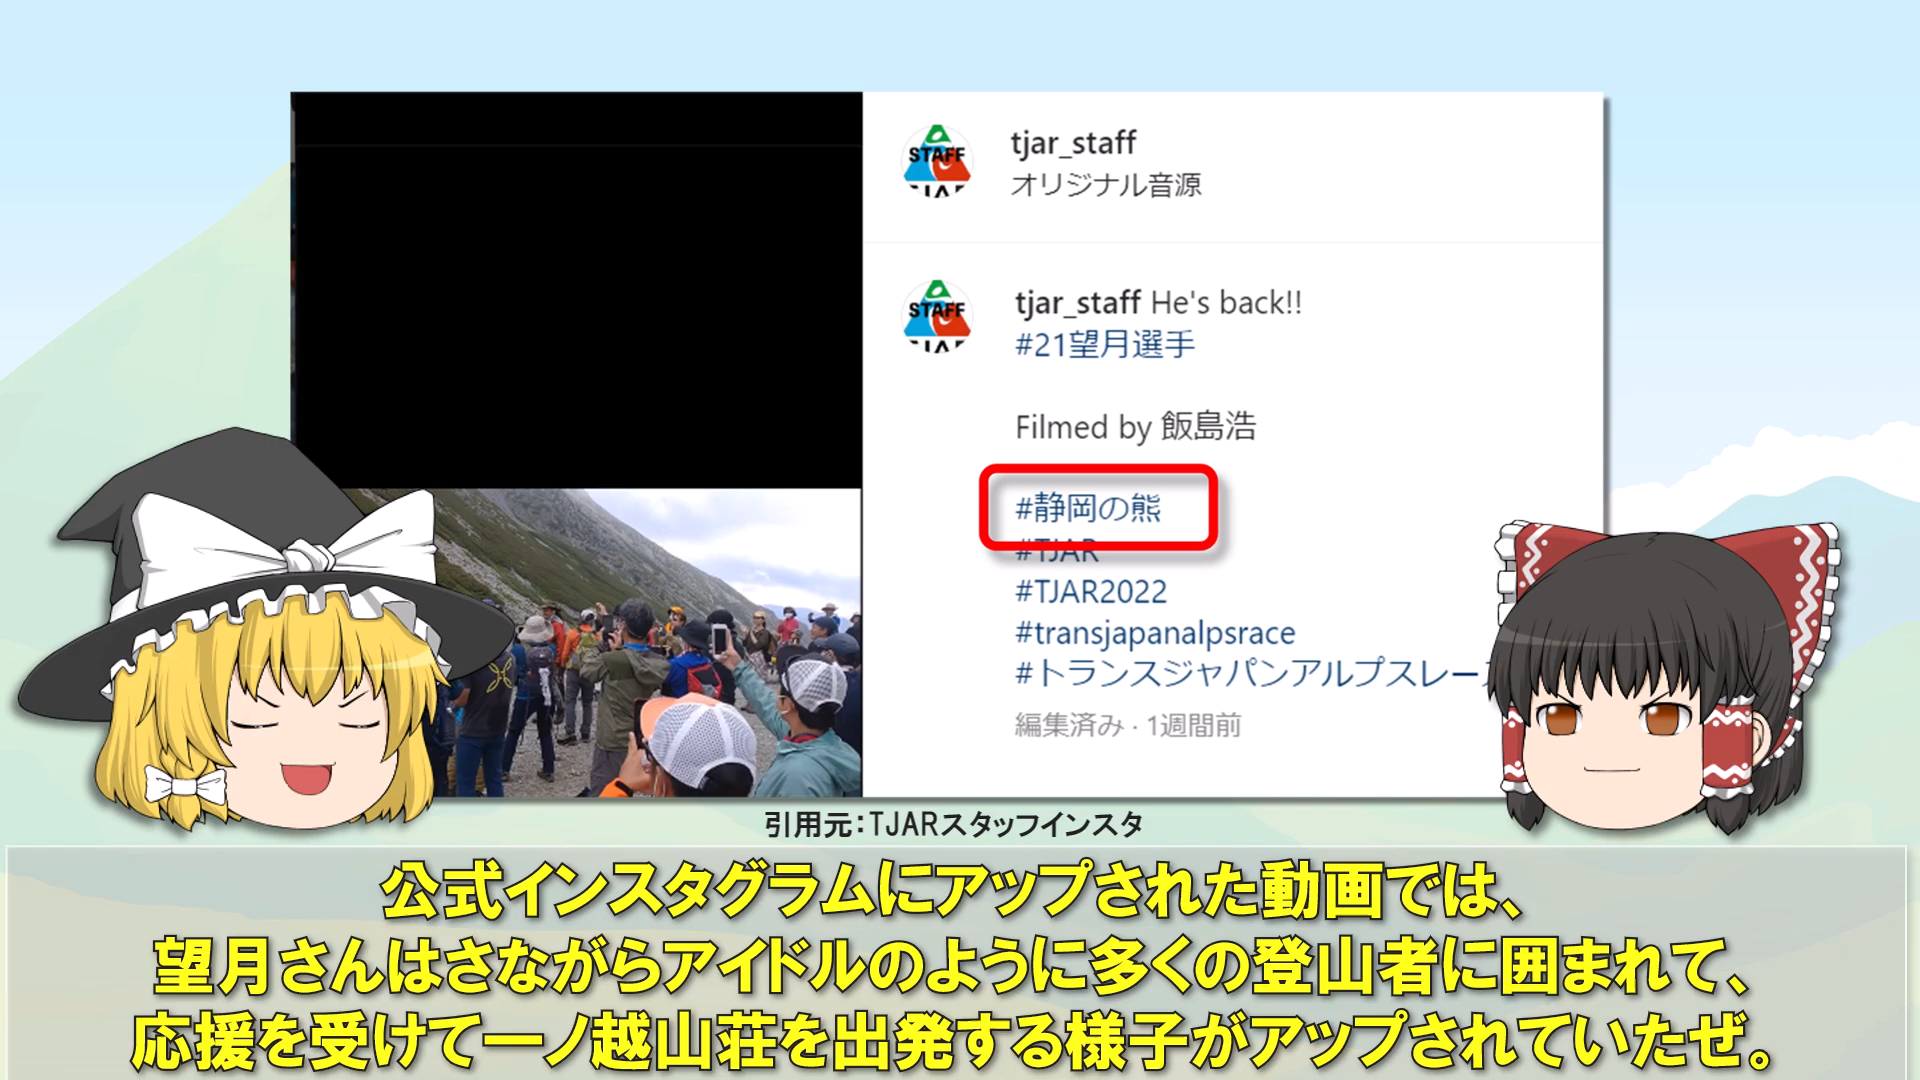 STAFF
tjar_staff
オリジナル音源
STAFF
tjar_staff He's back!!
#21望月選手
Filmed by 飯島浩
#静岡の熊
#TJAR
#TJAR2022
#transjapanalpsrace
#トランスジャパンアルプスレー
編集済み・1週間前
引用元：TJARスタッフインスタ
公式インスタグラムにアップされた動画では、
望月さんはさながらアイドルのように多くの登山者に囲まれて、
応援を受けて一ノ越山荘を出発する様子がアップされていたぜ。